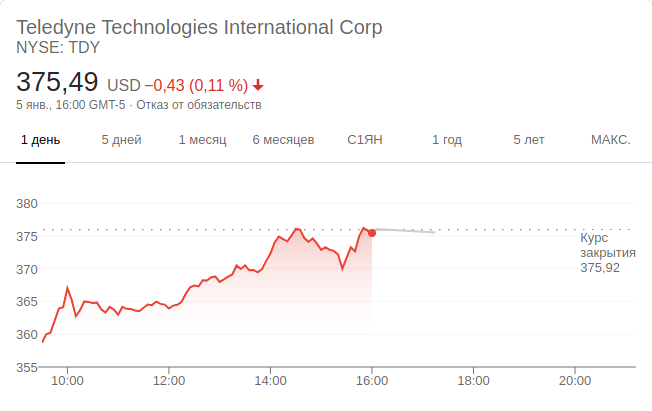 Teledyne Technologies International Corp
NYSE: TDY
375,49 USD −0,43 (0,11 %)
5 янв., 16:00 GMT-5 · Отказ от обязательств
1 день 5 дней 1 месяц 6 месяцев С1ЯН 1 год 5 лет МАКС.
380
375
370
365
360
355
Курс
закрытия
375,92
10:00 12:00 14:00 16:00 18:00 20:00